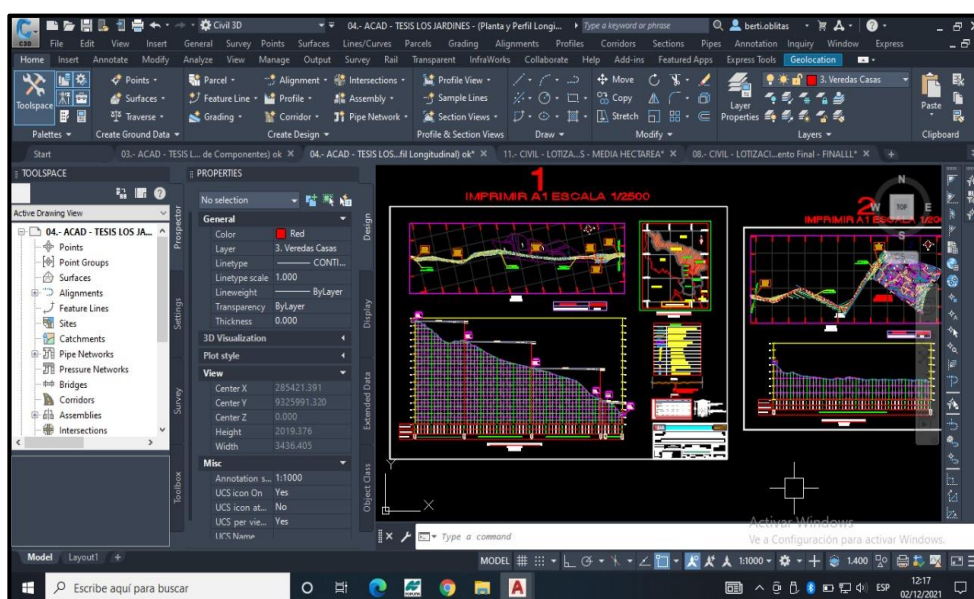 C3D
Civil 3D
04.- ACAD - TESIS LOS JARDINES - (Planta y Perfil Longi...
Type a keyword or phrase
berti.oblitas
File Edit View Insert General Survey Points Surfaces Lines/Curves Parcels Grading Alignments Profiles Corridors Sections Pipes Annotation Inquiry Window Express
Home Insert Annotate Modify Analyze View Manage Output Survey Rail Transparent InfraWorks Collaborate Help Add-ins Featured Apps Express Tools Geolocation
Toolspace
Points
Surfaces
Traverse
Parcel
Feature Line
Grading
Alignment
Profile
Corridor
Intersections
Assembly
Pipe Network
Profile View
Sample Lines
Section Views
Move
Copy
Stretch
Layer Properties
3. Veredas Casas
Paste
Palettes Create Ground Data Create Design Profile & Section Views Draw Modify Layers Clipboard
Start 03.- ACAD - TESIS L... de Componentes) ok 04.- ACAD - TESIS LOS...fil Longitudinal) ok* 11.- CIVIL - LOTIZA...S - MEDIA HECTAREA* 08.- CIVIL - LOTIZACI...ento Final - FINALLL*
TOOLSPACE
Active Drawing View
04.- ACAD - TESIS LOS JA...
Points
Point Groups
Surfaces
Alignments
Feature Lines
Sites
Catchments
Pipe Networks
Pressure Networks
Bridges
Corridors
Assemblies
Intersections
Prospector
Settings
Survey
Toolbox
PROPERTIES
No selection
General
Color Red
Layer 3. Veredas Casas
Linetype CONTI...
Linetype scale 1.000
Lineweight ByLayer
Transparency ByLayer
Thickness 0.000
3D Visualization
Plot style
View
Center X 285421.391
Center Y 9325991.320
Center Z 0.000
Height 2019.376
Width 3436.405
Misc
Annotation s... 1:1000
UCS icon On Yes
UCS icon at... No
UCS per vie... Yes
UCS Name
Design
Display
Extended Data
Object Class
1
IMPRIMIR A1 ESCALA 1/2500
2
N
W TOP E
S
Y
X
Activar Windows
Ve a Configuración para activar Windows.
Type a command
Model Layout1 +
MODEL 1:1000 1.400
Escribe aquí para buscar
ESP
12:17
02/12/2021